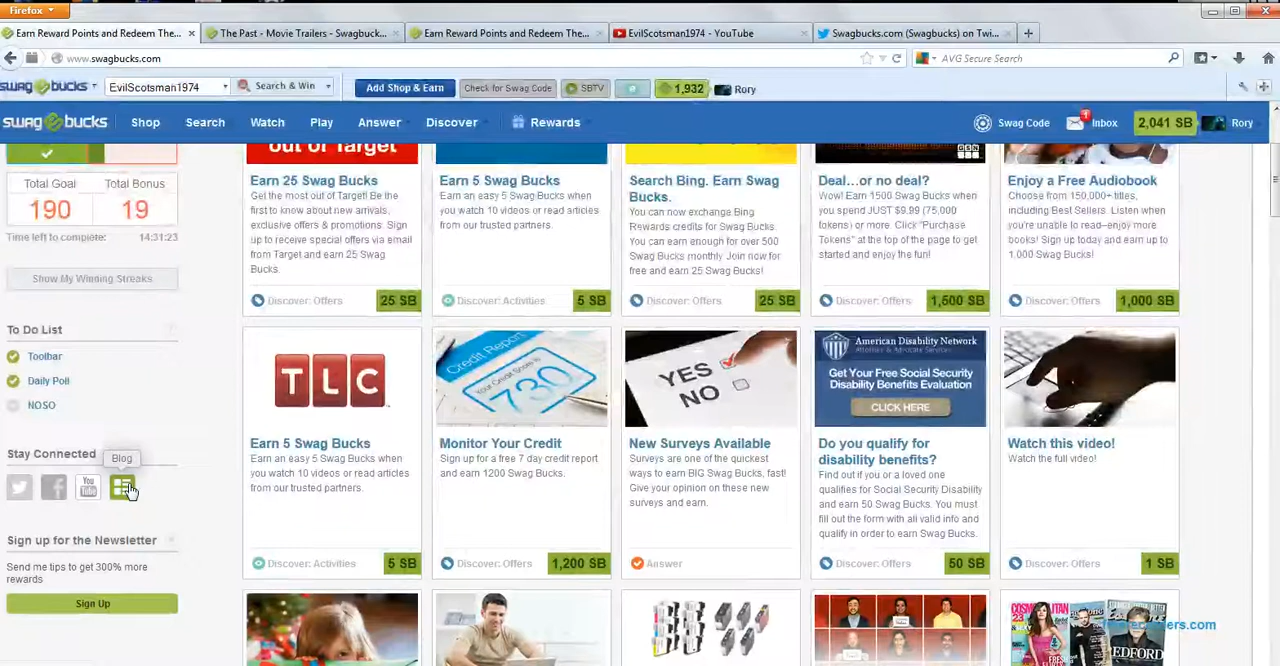 Firefox
Earn Reward Points and Redeem The...
The Past - Movie Trailers - Swagbuck...
Earn Reward Points and Redeem The...
EvilScotsman1974 - YouTube
Swagbucks.com (Swagbucks) on Twi...
www.swagbucks.com
AVG Secure Search
swagbucks
EvilScotsman1974
Search & Win
Add Shop & Earn
Check for Swag Code
SBTV
1,932
Rory
swagbucks
Shop
Search
Watch
Play
Answer
Discover
Rewards
Swag Code
1
Inbox
2,041 SB
Rory
Total Goal
190
Total Bonus
19
Time left to complete: 14:31:23
Show My Winning Streaks
To Do List
Toolbar
Daily Poll
NOSO
Stay Connected
Blog
You
Tube
Sign up for the Newsletter
Send me tips to get 300% more
rewards
Sign Up
out of Target!
Earn 25 Swag Bucks
Get the most out of Target! Be the
first to know about new arrivals,
exclusive offers & promotions. Sign
up to receive special offers via email
from Target and earn 25 Swag
Bucks.
Discover: Offers
25 SB
Earn 5 Swag Bucks
Earn an easy 5 Swag Bucks when
you watch 10 videos or read articles
from our trusted partners.
Discover: Activities
5 SB
Search Bing. Earn Swag
Bucks.
You can now exchange Bing
Rewards credits for Swag Bucks.
You can earn enough for over 500
Swag Bucks monthly Join now for
free and earn 25 Swag Bucks!
Discover: Offers
25 SB
GSN
Deal...or no deal?
Wow! Earn 1500 Swag Bucks when
you spend JUST $9.99 (75,000
tokens) or more. Click "Purchase
Tokens" at the top of the page to get
started and enjoy the fun!
Discover: Offers
1,500 SB
Enjoy a Free Audiobook
Choose from 150,000+ titles,
including Best Sellers. Listen when
you're unable to read–enjoy more
books! Sign up today and earn up to
1,000 Swag Bucks!
Discover: Offers
1,000 SB
TLC
Earn 5 Swag Bucks
Earn an easy 5 Swag Bucks when
you watch 10 videos or read articles
from our trusted partners.
Discover: Activities
5 SB
Credit Report
730
Monitor Your Credit
Sign up for a free 7 day credit report
and earn 1200 Swag Bucks.
Discover: Offers
1,200 SB
YES
NO
New Surveys Available
Surveys are one of the quickest
ways to earn BIG Swag Bucks, fast!
Give your opinion on these new
surveys and earn.
Answer
American Disability Network
Attorney & Advocate Services
Get Your Free Social Security
Disability Benefits Evaluation
CLICK HERE
Do you qualify for
disability benefits?
Find out if you or a loved one
qualifies for Social Security Disability
and earn 50 Swag Bucks. You must
fill out the form with all valid info and
qualify in order to earn Swag Bucks.
Discover: Offers
50 SB
Watch this video!
Watch the full video!
Discover: Offers
1 SB
COSMOPOLITAN
REDFORD